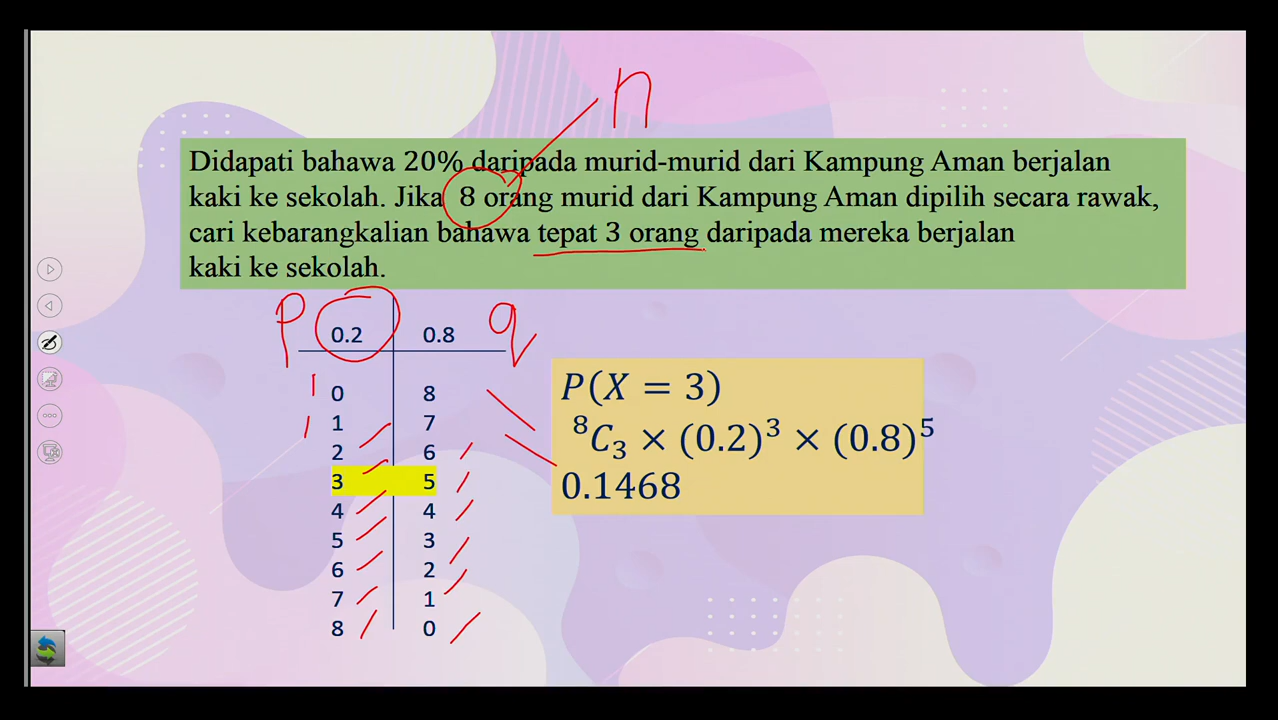 n
Didapati bahawa 20% daripada murid-murid dari Kampung Aman berjalan
kaki ke sekolah. Jika 8 orang murid dari Kampung Aman dipilih secara rawak,
cari kebarangkalian bahawa tepat 3 orang daripada mereka berjalan
kaki ke sekolah.
p q
0.2 0.8
0 8
1 7
2 6
3 5
4 4
5 3
6 2
7 1
8 0
P(X = 3)
⁸C₃ × (0.2)³ × (0.8)⁵
0.1468